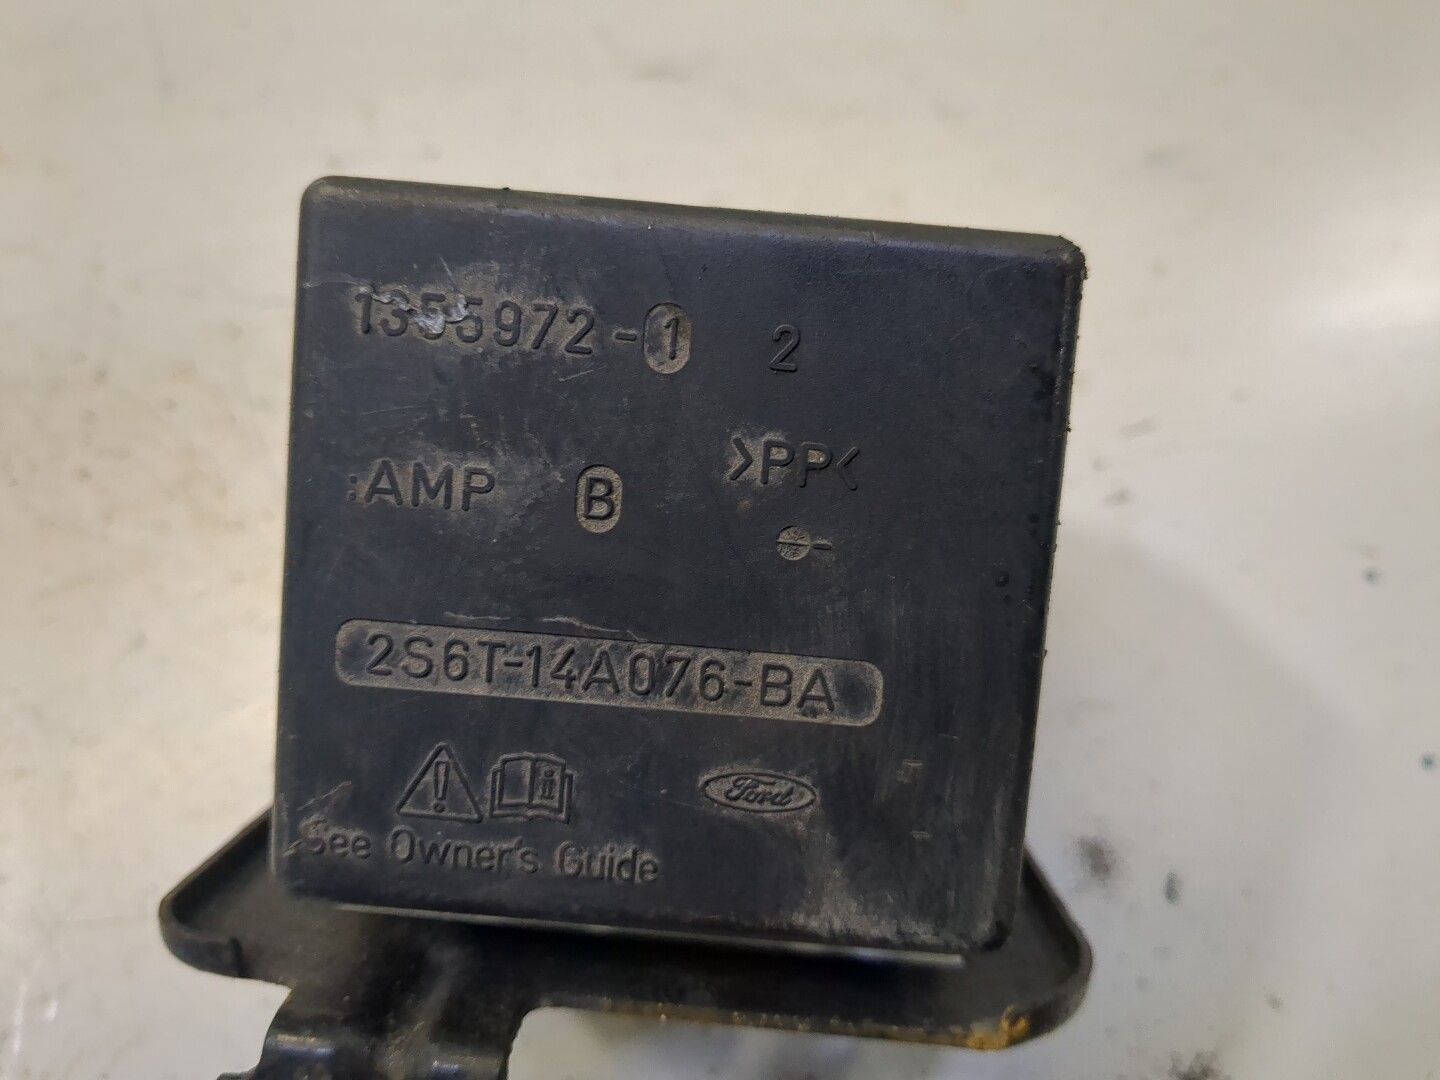 1355972-1 2
:AMP B >PP<
2S6T-14A076-BA
Ford
See Owner's Guide